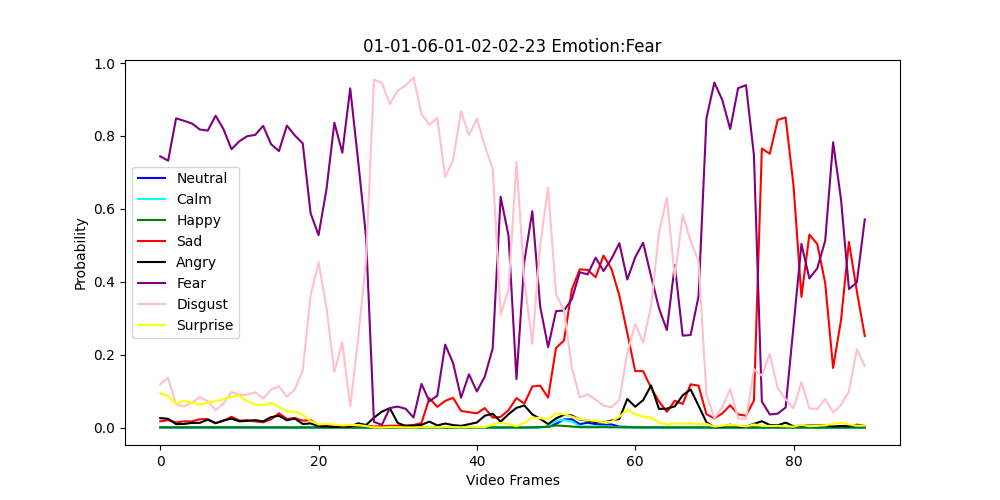 01-01-06-01-02-02-23 Emotion:Fear
1.0
0.8
0.6
0.4
0.2
0.0
Probability
Neutral
Calm
Happy
Sad
Angry
Fear
Disgust
Surprise
0 20 40 60 80
Video Frames